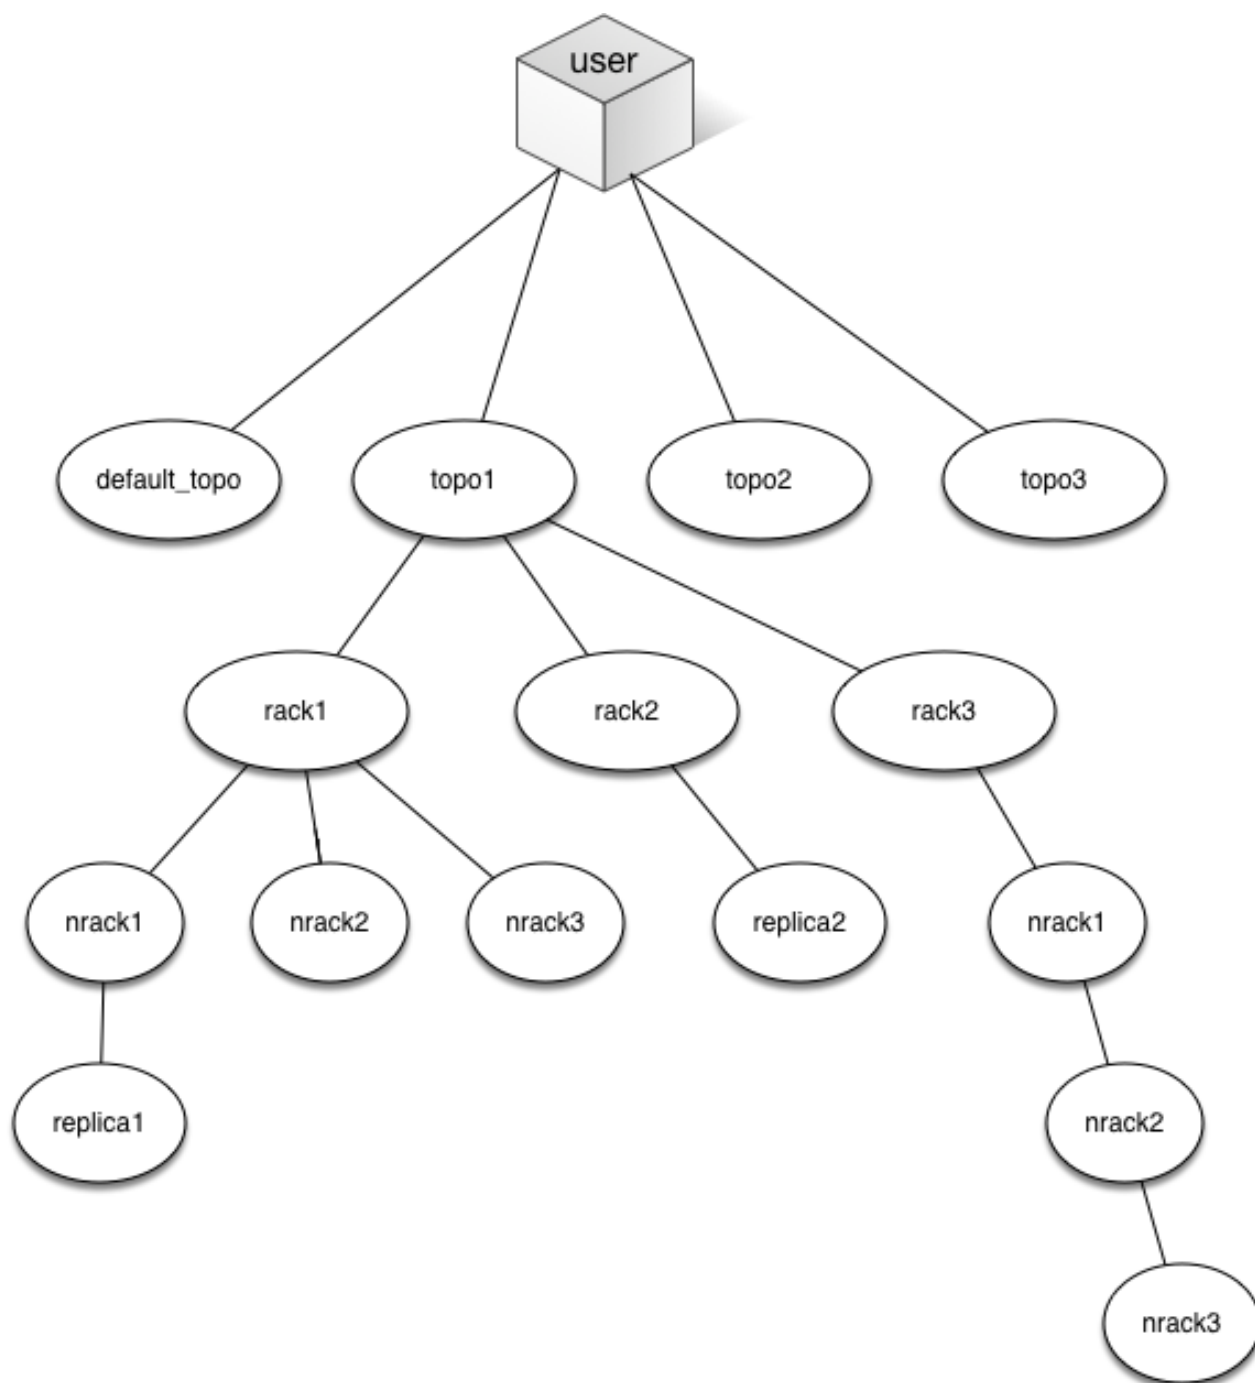 user
default_topo
topo1
topo2
topo3
rack1
rack2
rack3
nrack1
nrack2
nrack3
replica2
nrack1
replica1
nrack2
nrack3